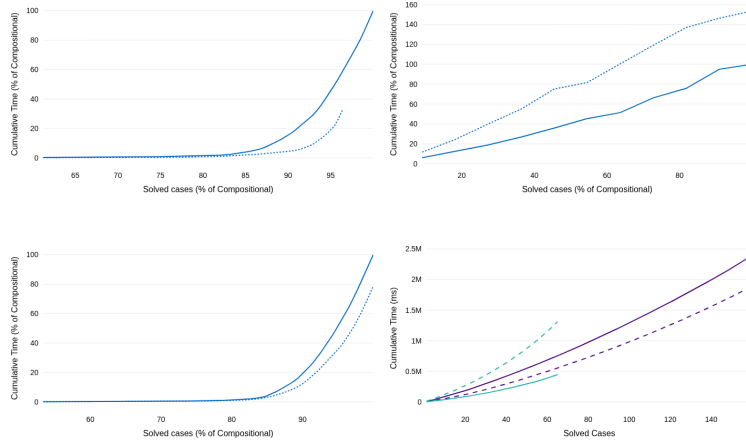 100
80
60
40
20
0
Cumulative Time (% of Compositional)
65 70 75 80 85 90 95
Solved cases (% of Compositional)
160
140
120
100
80
60
40
20
0
Cumulative Time (% of Compositional)
20 40 60 80
Solved cases (% of Compositional)
100
80
60
40
20
0
Cumulative Time (% of Compositional)
60 70 80 90
Solved cases (% of Compositional)
2.5M
2M
1.5M
1M
0.5M
0
Cumulative Time (ms)
20 40 60 80 100 120 140
Solved Cases